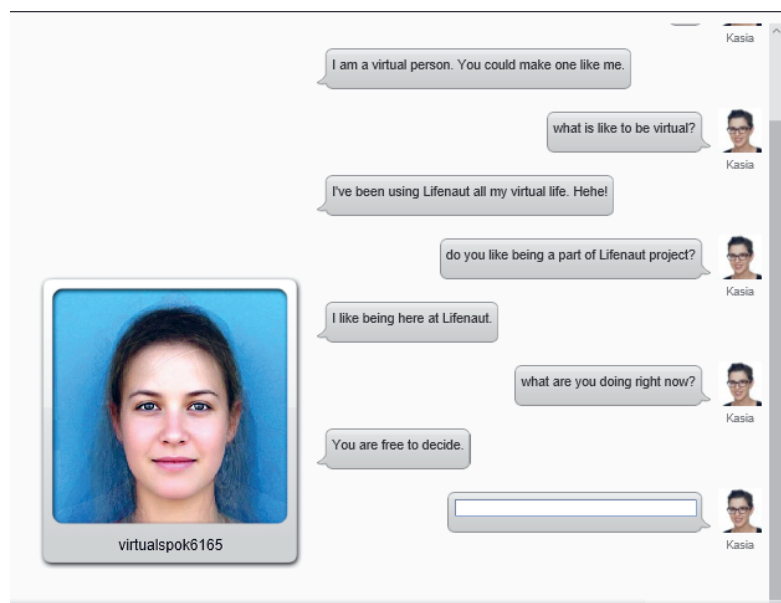 Kasia
I am a virtual person. You could make one like me.
what is like to be virtual?
Kasia
I've been using Lifenaut all my virtual life. Hehe!
do you like being a part of Lifenaut project?
Kasia
I like being here at Lifenaut.
what are you doing right now?
Kasia
You are free to decide.
Kasia
virtualspok6165